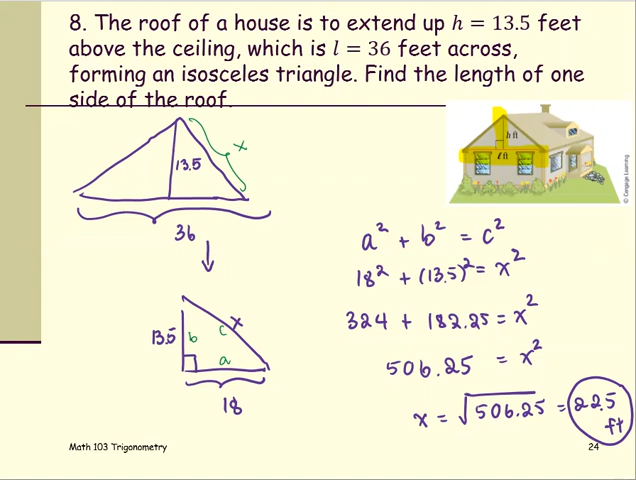 8. The roof of a house is to extend up h = 13.5 feet
above the ceiling, which is l = 36 feet across,
forming an isosceles triangle. Find the length of one
side of the roof.
x
13.5
36
h ft
ℓ ft
© Cengage Learning
a² + b² = c²
18² + (13.5)² = x²
324 + 182.25 = x²
506.25 = x²
x = √506.25 = 22.5
ft
13.5
b
c
x
a
18
Math 103 Trigonometry
24